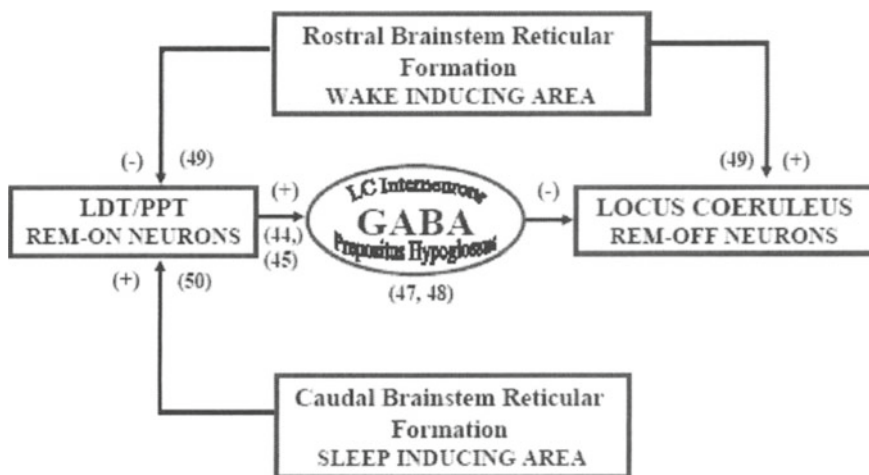 Rostral Brainstem Reticular
Formation
WAKE INDUCING AREA
(-) (49)
(49) (+)
LDT/PPT
REM-ON NEURONS
(+)
(44,)
(45)
LC Interneurons
GABA
Prepositus Hypoglossus
(47, 48)
(-)
LOCUS COERULEUS
REM-OFF NEURONS
(+) (50)
Caudal Brainstem Reticular
Formation
SLEEP INDUCING AREA